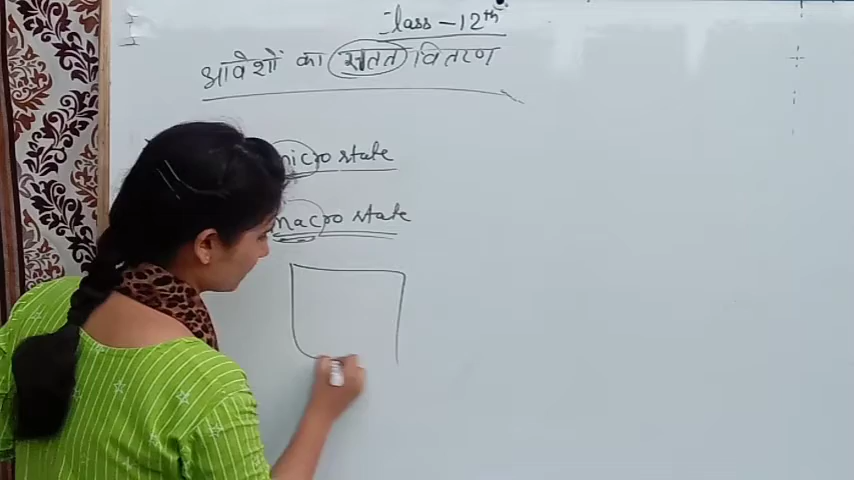 Class - 12th
आवेशों का सतत वितरण
micro state
macro state